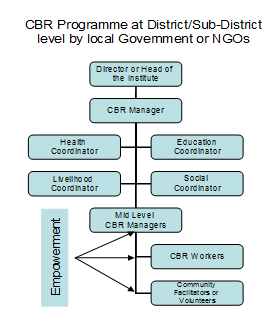 CBR Programme at District/Sub-District
level by local Government or NGOs
Director or Head of
the Institute
CBR Manager
Health
Coordinator
Education
Coordinator
Livelihood
Coordinator
Social
Coordinator
Mid Level
CBR Managers
Empowerment
CBR Workers
Community
Facilitators or
Volunteers